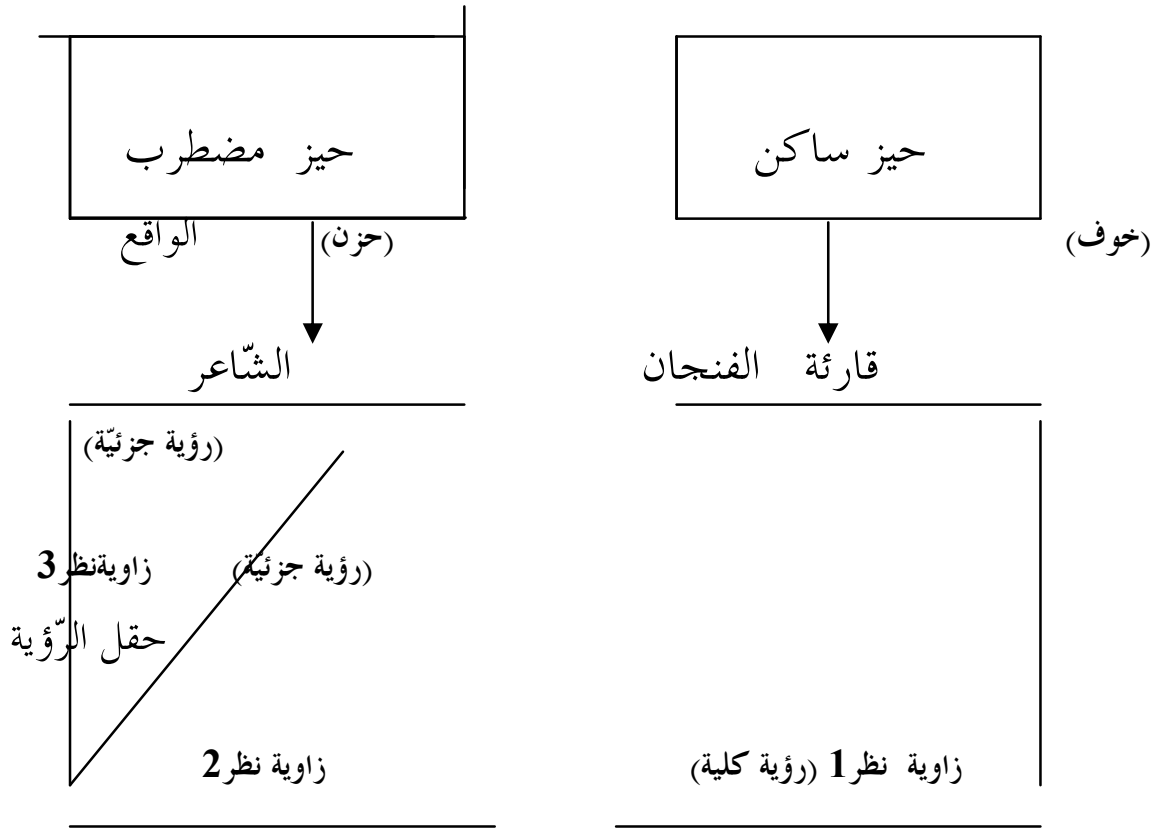 حيز ساكن
حيز مضطرب
(خوف)
(حزن)
الواقع
قارئة الفنجان
الشّاعر
(رؤية جزئيّة)
(رؤية جزئيّة)
زاويةنظر3
حقل الرّؤية
زاوية نظر1 (رؤية كلية)
زاوية نظر2